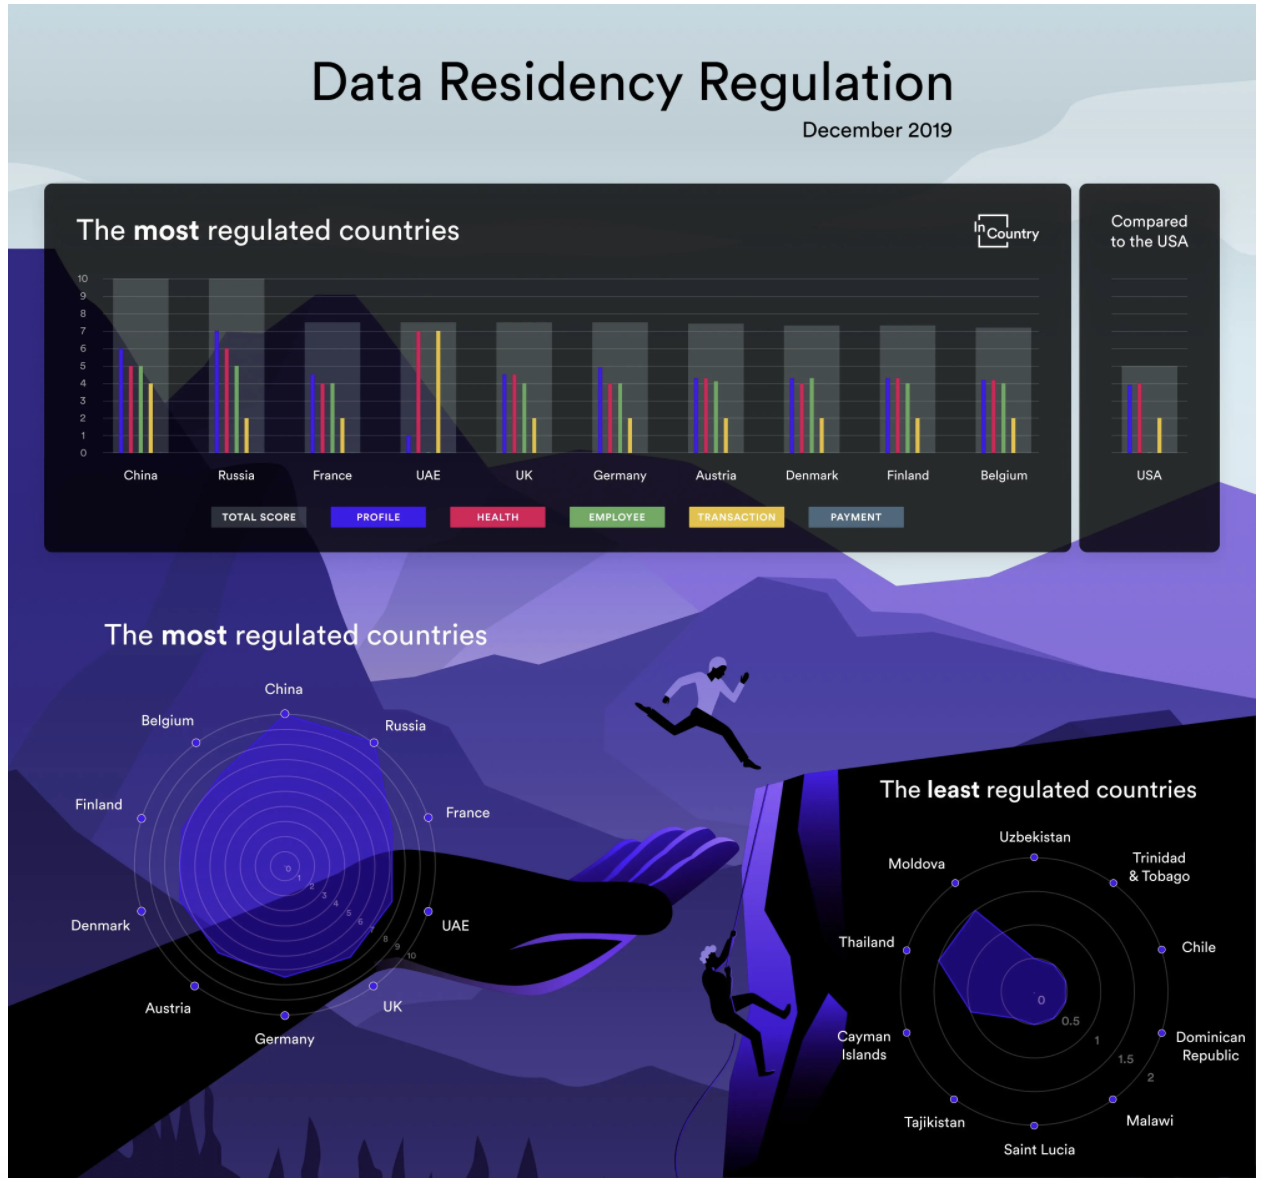 Data Residency Regulation
December 2019
The most regulated countries
In
Country
10
9
8
7
6
5
4
3
2
1
0
China
Russia
France
UAE
UK
Germany
Austria
Denmark
Finland
Belgium
TOTAL SCORE
PROFILE
HEALTH
EMPLOYEE
TRANSACTION
PAYMENT
Compared
to the USA
USA
The most regulated countries
China
Russia
France
UAE
UK
Germany
Austria
Denmark
Finland
Belgium
0
1
2
3
4
5
6
7
8
9
10
The least regulated countries
Uzbekistan
Trinidad
& Tobago
Chile
Dominican
Republic
Malawi
Saint Lucia
Tajikistan
Cayman
Islands
Thailand
Moldova
0
0.5
1
1.5
2